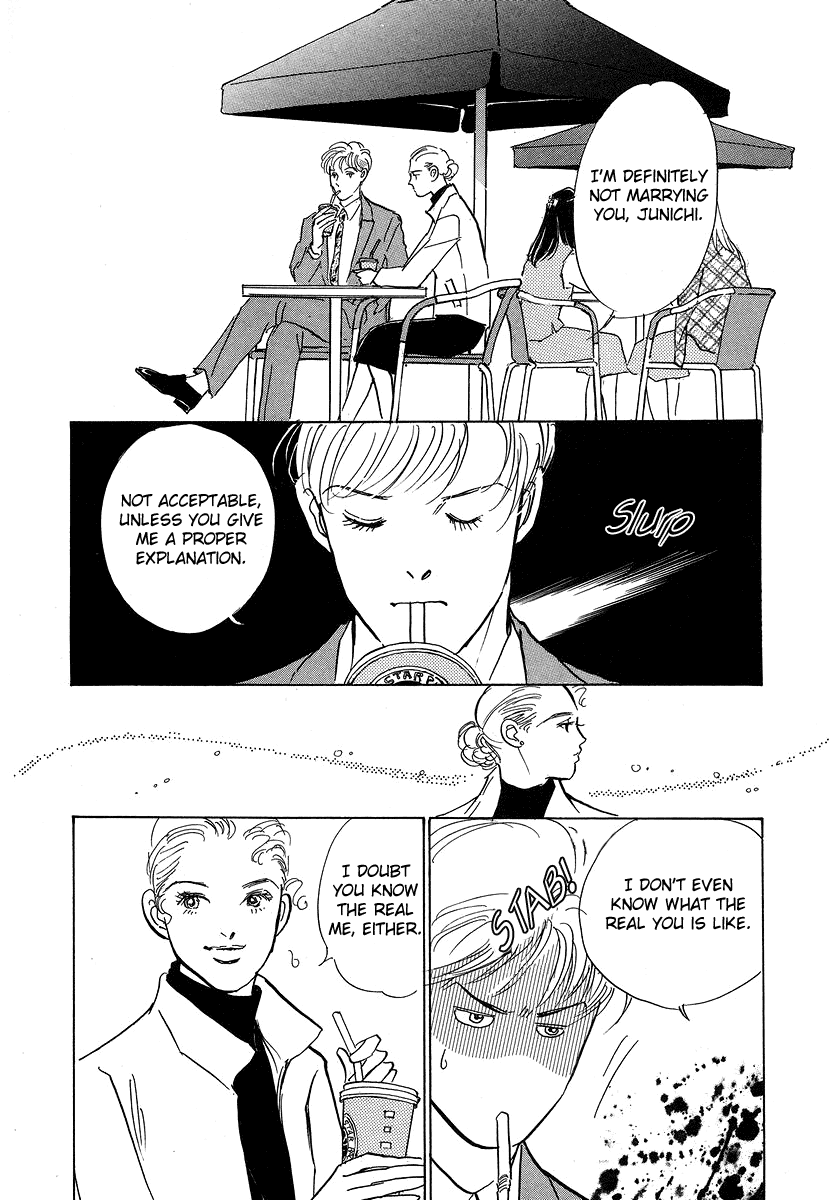 I'M DEFINITELY
NOT MARRYING
YOU, JUNICHI.
NOT ACCEPTABLE,
UNLESS YOU GIVE
ME A PROPER
EXPLANATION.
Slurp
I DON'T EVEN
KNOW WHAT THE
REAL YOU IS LIKE.
STAB!
I DOUBT
YOU KNOW
THE REAL
ME, EITHER.